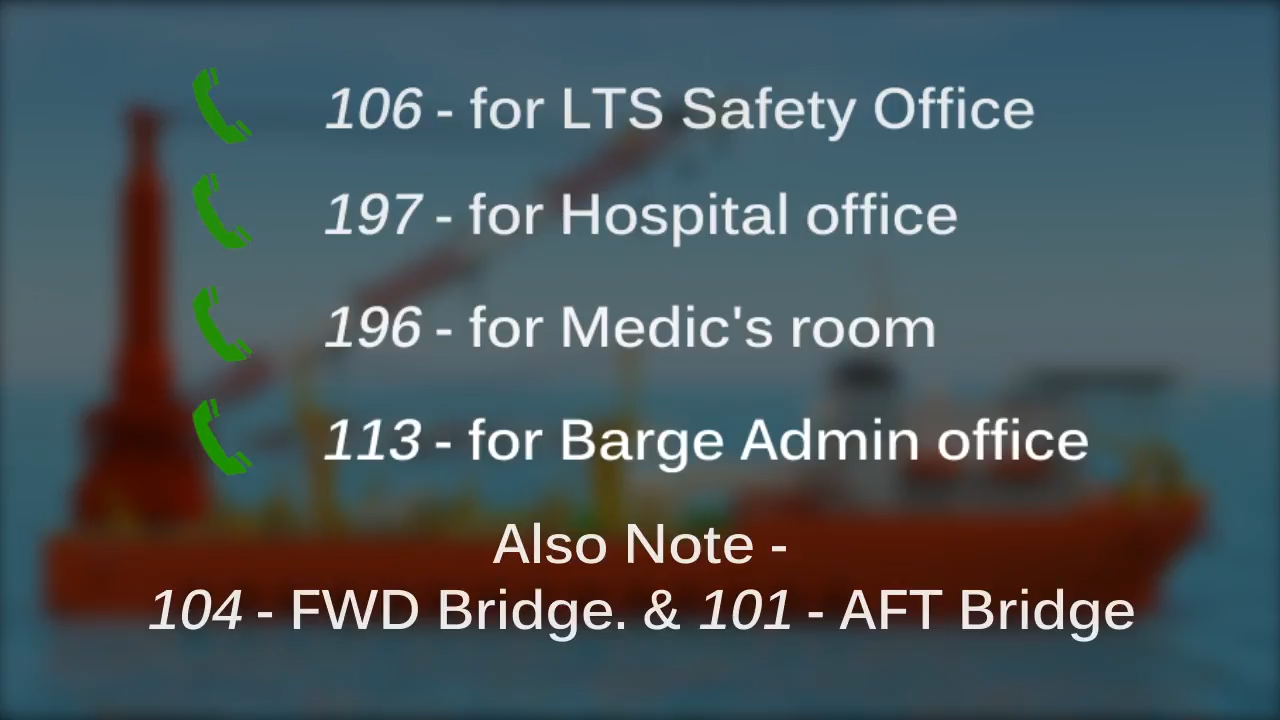 106 - for LTS Safety Office
197 - for Hospital office
196 - for Medic's room
113 - for Barge Admin office
Also Note -
104 - FWD Bridge. & 101 - AFT Bridge